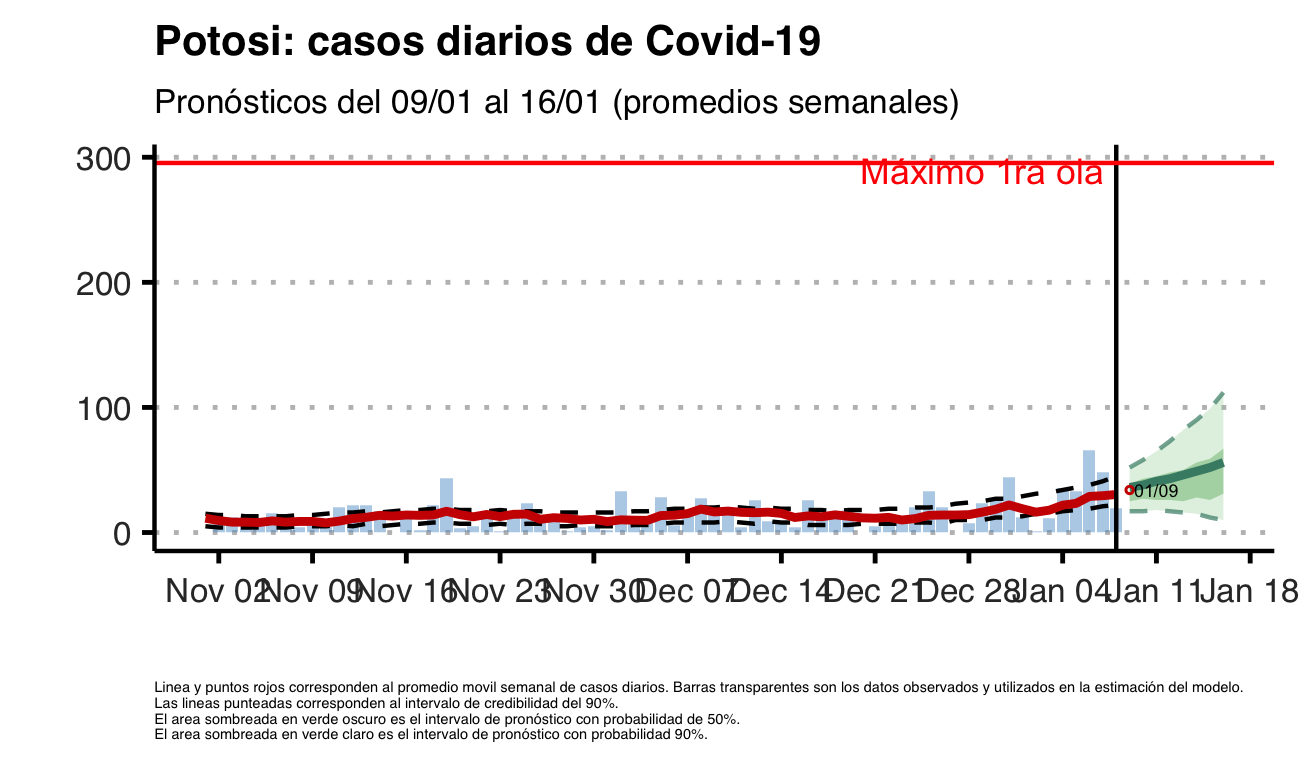 Potosi: casos diarios de Covid-19
Pronósticos del 09/01 al 16/01 (promedios semanales)
300
Máximo 1ra ola
200
100
01/09
0
Nov 02
Nov 09
Nov 16
Nov 23
Nov 30
Dec 07
Dec 14
Dec 21
Dec 28
Jan 04
Jan 11
Jan 18
Linea y puntos rojos corresponden al promedio movil semanal de casos diarios. Barras transparentes son los datos observados y utilizados en la estimación del modelo.
Las lineas punteadas corresponden al intervalo de credibilidad del 90%.
El area sombreada en verde oscuro es el intervalo de pronóstico con probabilidad de 50%.
El area sombreada en verde claro es el intervalo de pronóstico con probabilidad 90%.